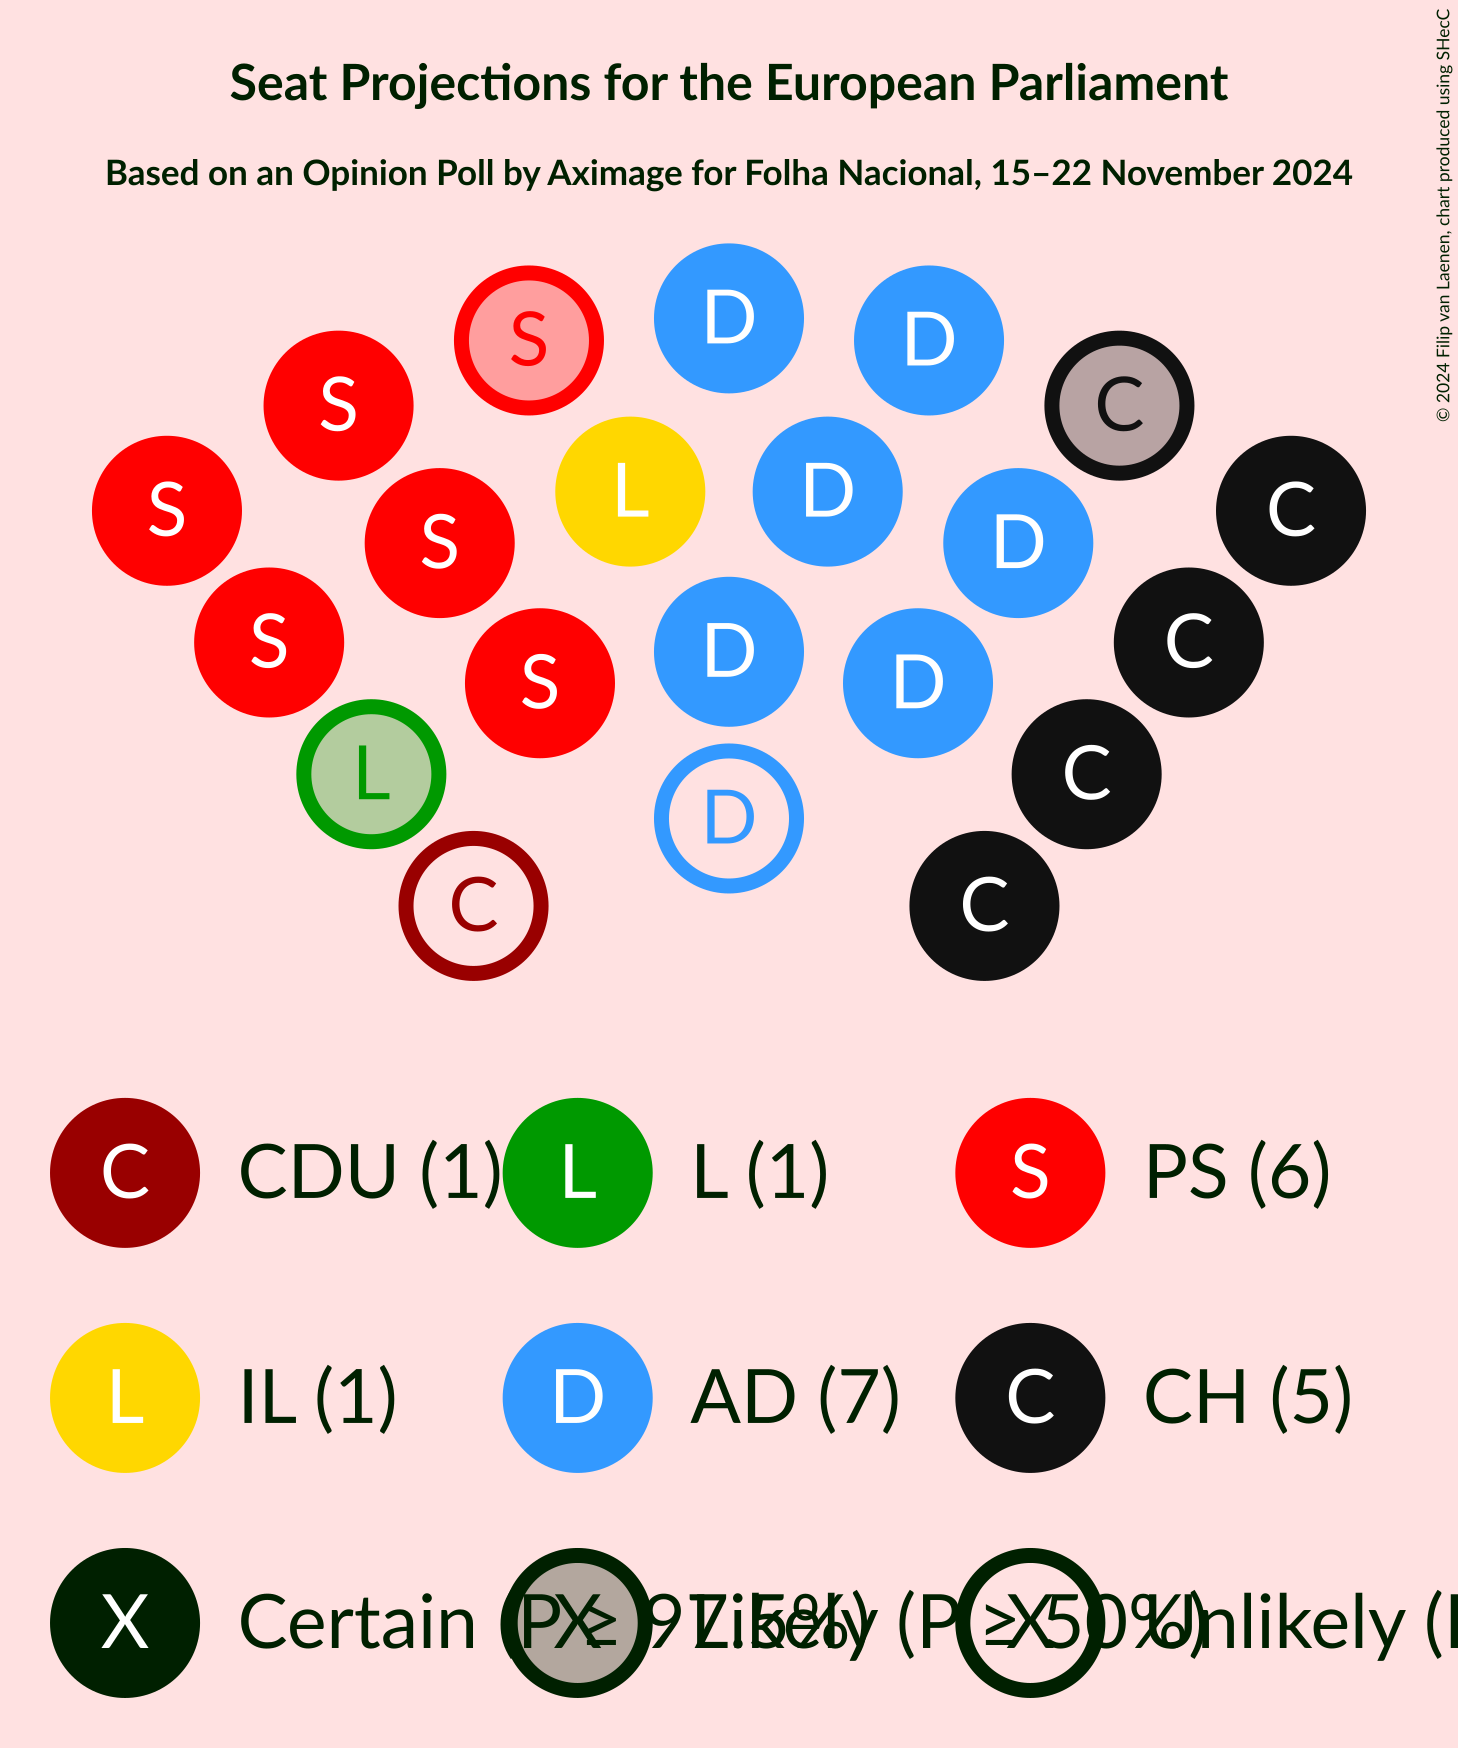 Seat Projections for the European Parliament
Based on an Opinion Poll by Aximage for Folha Nacional, 15–22 November 2024
© 2024 Filip van Laenen, chart produced using SHecC
D
S D D
S C
S L D D C
S S
S C
S D D
L D C
C C
C CDU (1) L L (1) S PS (6)
L IL (1) D AD (7) C CH (5)
X Certain (P ≥ 97.5%) X Likely (P ≥ 50%) X Unlikely (